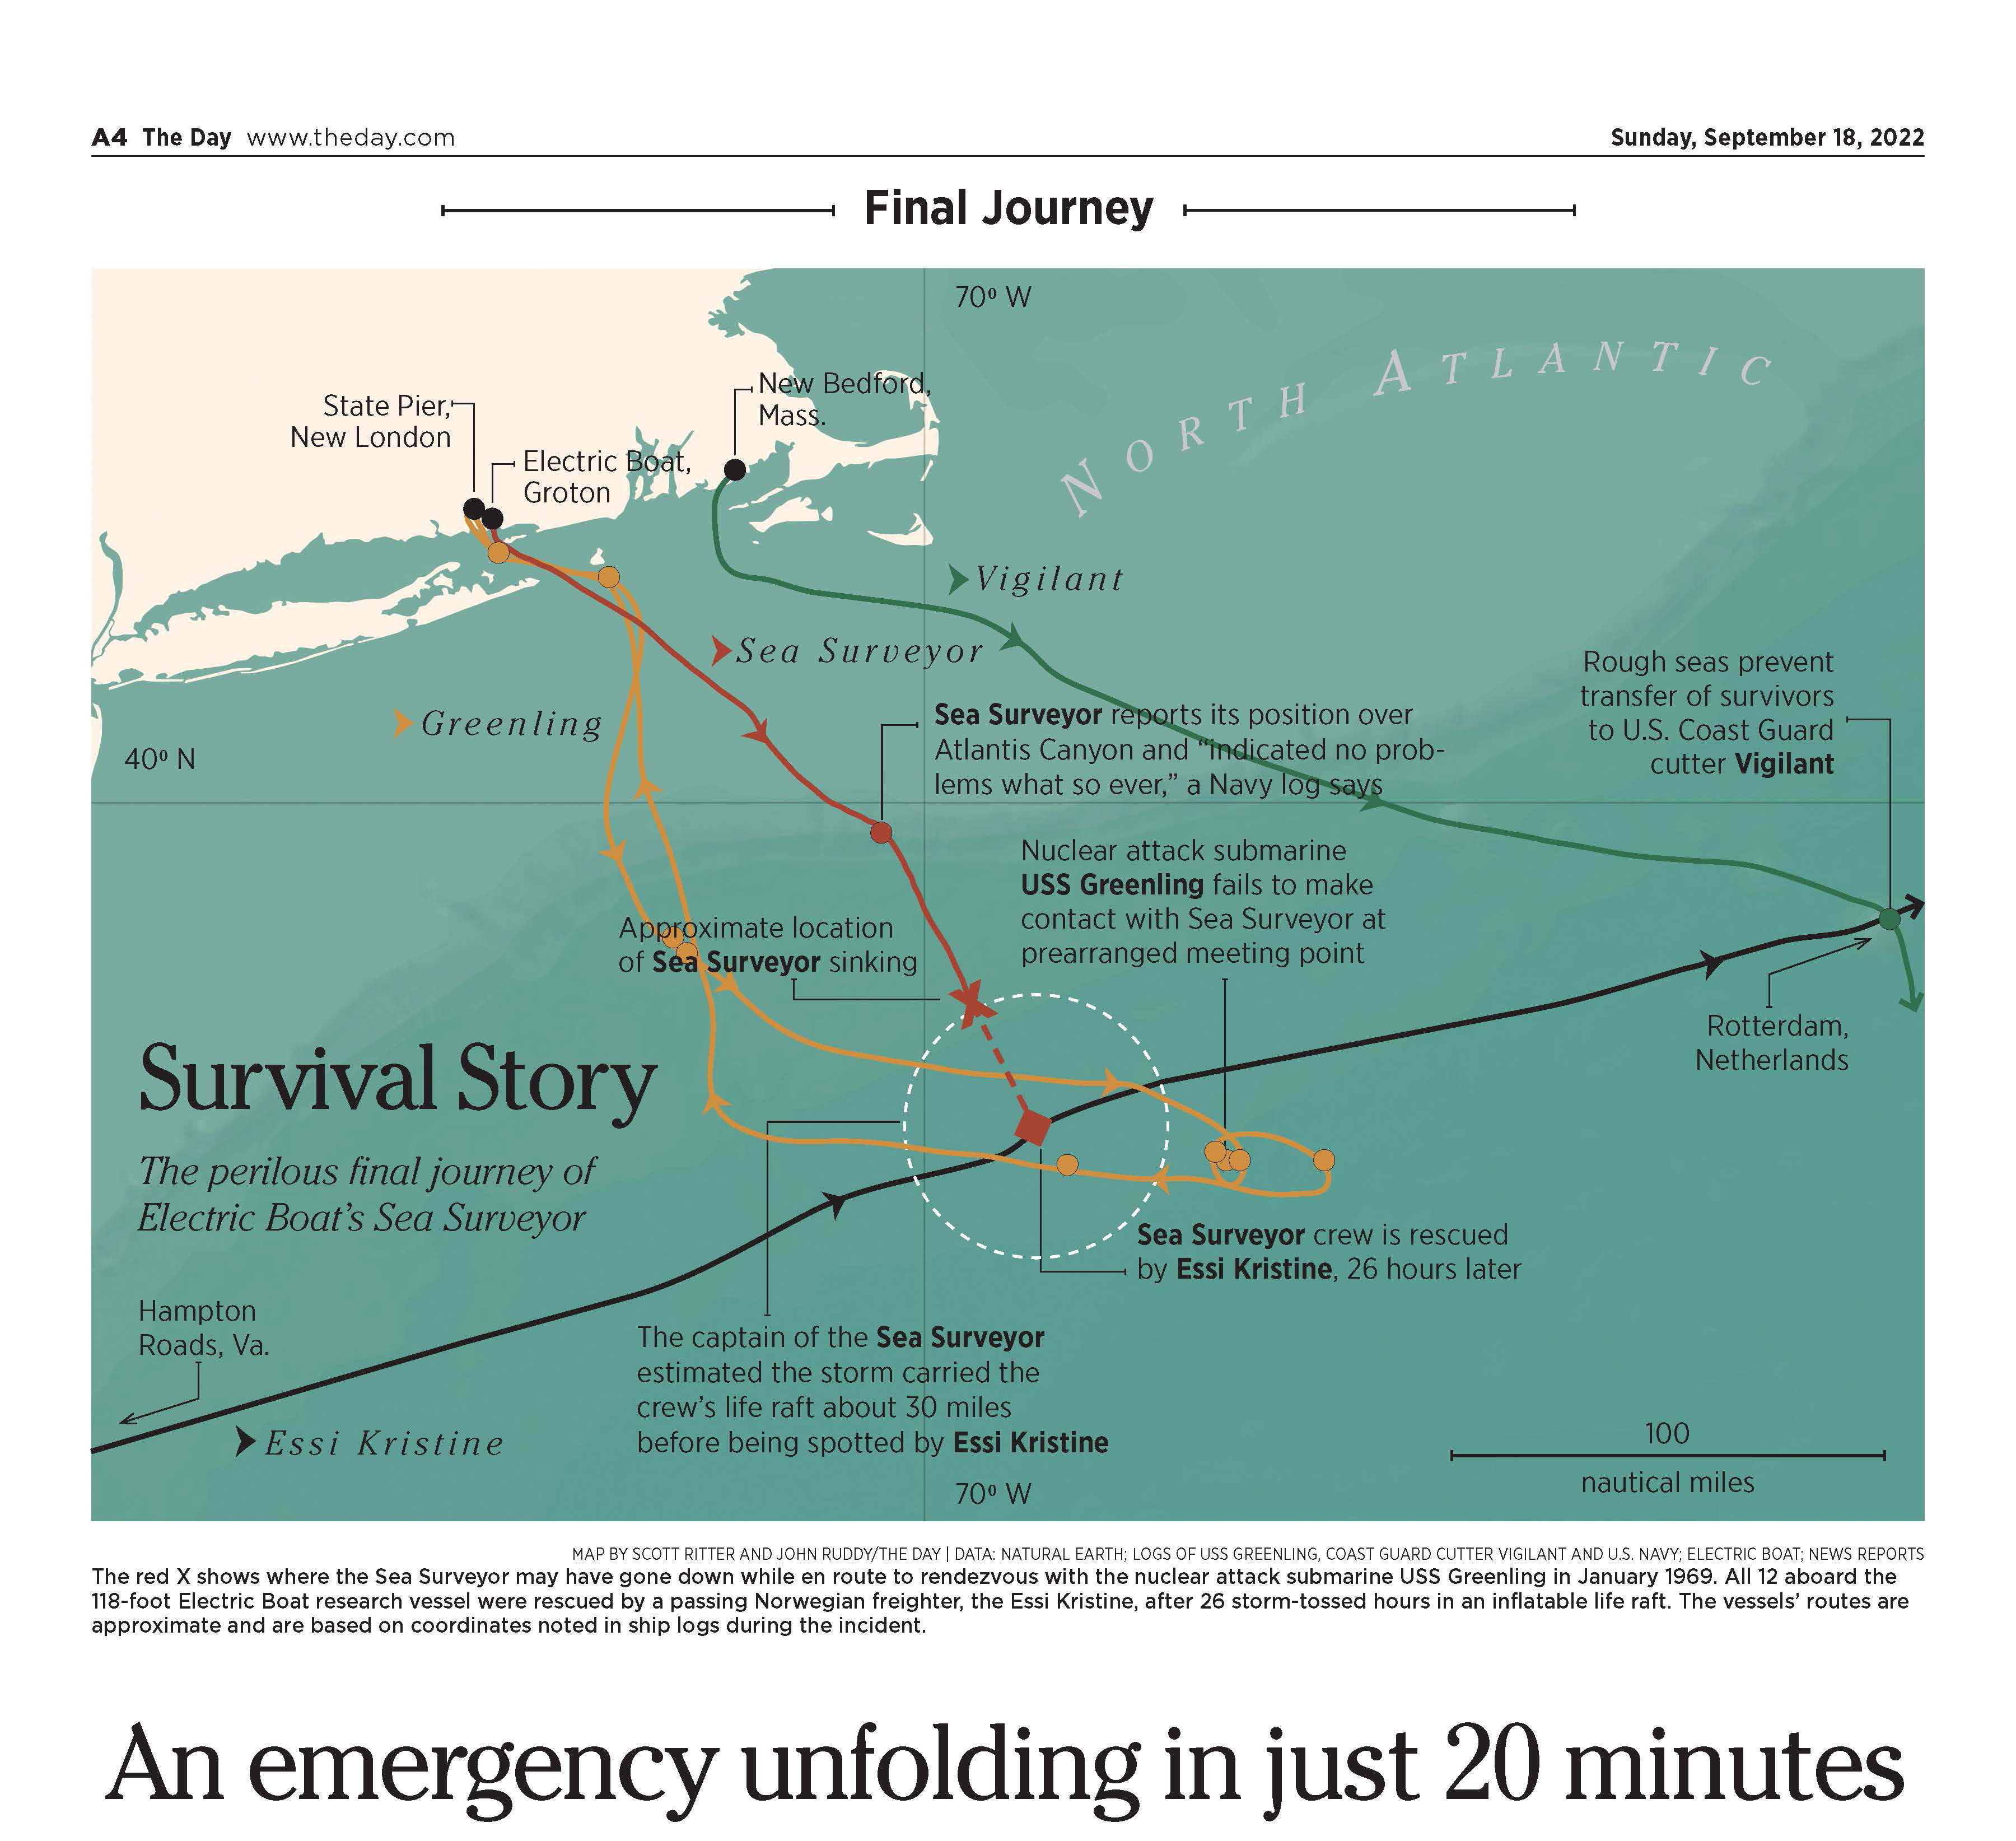 A4 The Day www.theday.com
Sunday, September 18, 2022
Final Journey
70⁰ W
NORTH ATLANTIC
New Bedford,
Mass.
State Pier,
New London
Electric Boat,
Groton
Vigilant
Sea Surveyor
Greenling
40⁰ N
Sea Surveyor reports its position over
Atlantis Canyon and “indicated no prob-
lems what so ever,” a Navy log says
Rough seas prevent
transfer of survivors
to U.S. Coast Guard
cutter Vigilant
Nuclear attack submarine
USS Greenling fails to make
contact with Sea Surveyor at
prearranged meeting point
Approximate location
of Sea Surveyor sinking
Rotterdam,
Netherlands
Survival Story
The perilous final journey of
Electric Boat’s Sea Surveyor
Sea Surveyor crew is rescued
by Essi Kristine, 26 hours later
Hampton
Roads, Va.
The captain of the Sea Surveyor
estimated the storm carried the
crew’s life raft about 30 miles
before being spotted by Essi Kristine
Essi Kristine
100
nautical miles
70⁰ W
MAP BY SCOTT RITTER AND JOHN RUDDY/THE DAY | DATA: NATURAL EARTH; LOGS OF USS GREENLING, COAST GUARD CUTTER VIGILANT AND U.S. NAVY; ELECTRIC BOAT; NEWS REPORTS
The red X shows where the Sea Surveyor may have gone down while en route to rendezvous with the nuclear attack submarine USS Greenling in January 1969. All 12 aboard the
118-foot Electric Boat research vessel were rescued by a passing Norwegian freighter, the Essi Kristine, after 26 storm-tossed hours in an inflatable life raft. The vessels’ routes are
approximate and are based on coordinates noted in ship logs during the incident.
An emergency unfolding in just 20 minutes